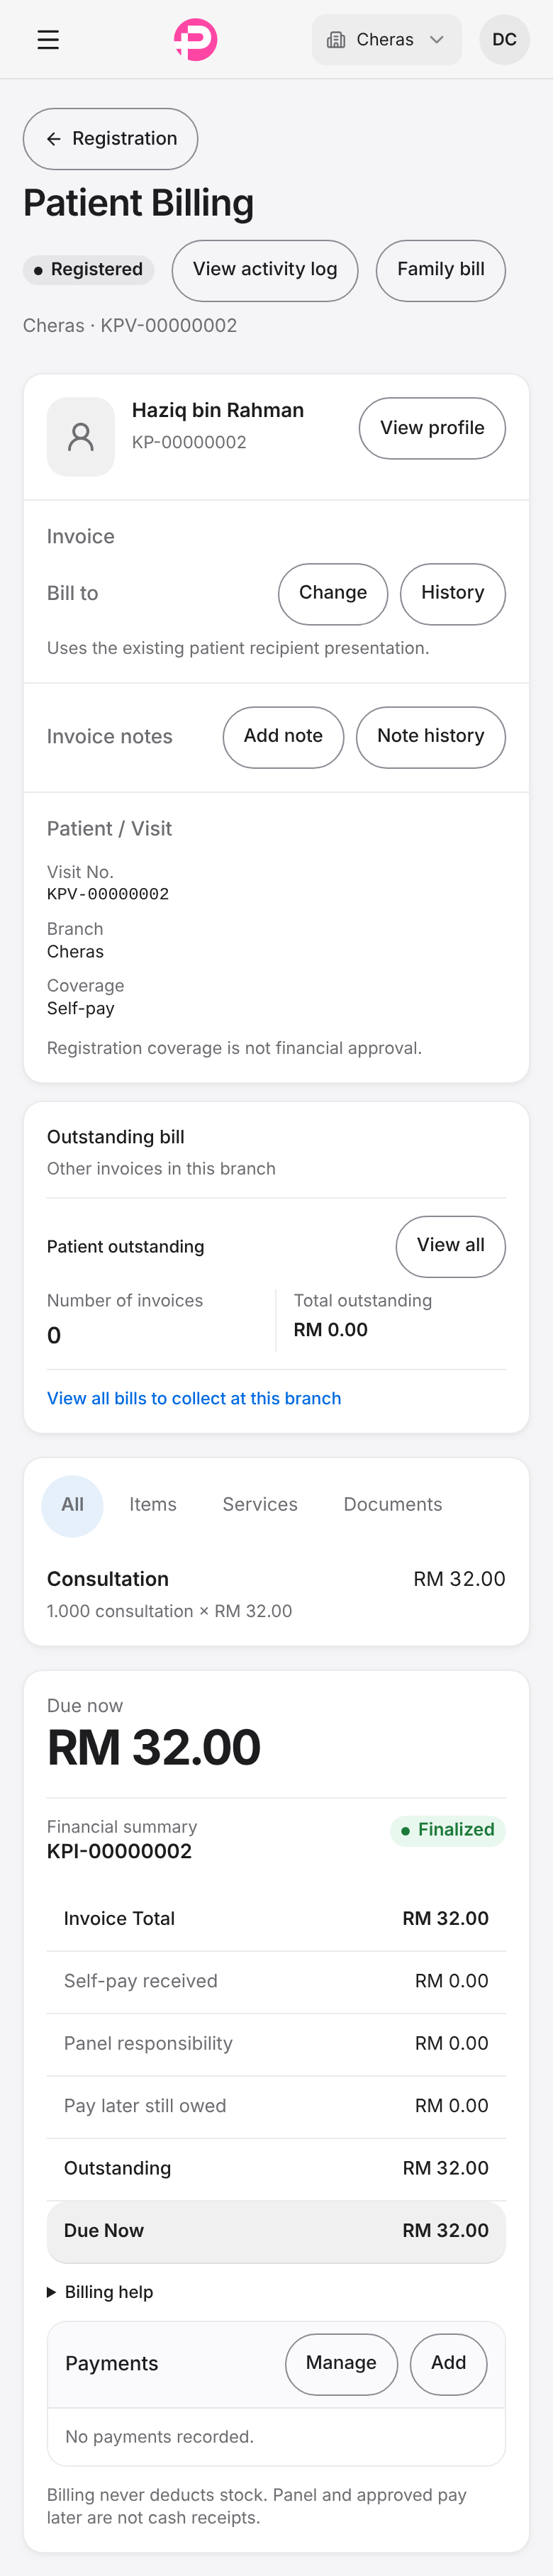 Cheras
DC
Registration
Patient Billing
Registered
View activity log
Family bill
Cheras · KPV-00000002
Haziq bin Rahman
KP-00000002
View profile
Invoice
Bill to
Change
History
Uses the existing patient recipient presentation.
Invoice notes
Add note
Note history
Patient / Visit
Visit No.
KPV-00000002
Branch
Cheras
Coverage
Self-pay
Registration coverage is not financial approval.
Outstanding bill
Other invoices in this branch
Patient outstanding
View all
Number of invoices
0
Total outstanding
RM 0.00
View all bills to collect at this branch
All
Items
Services
Documents
Consultation
RM 32.00
1.000 consultation × RM 32.00
Due now
RM 32.00
Financial summary
KPI-00000002
Finalized
Invoice Total
RM 32.00
Self-pay received
RM 0.00
Panel responsibility
RM 0.00
Pay later still owed
RM 0.00
Outstanding
RM 32.00
Due Now
RM 32.00
Billing help
Payments
Manage
Add
No payments recorded.
Billing never deducts stock. Panel and approved pay
later are not cash receipts.